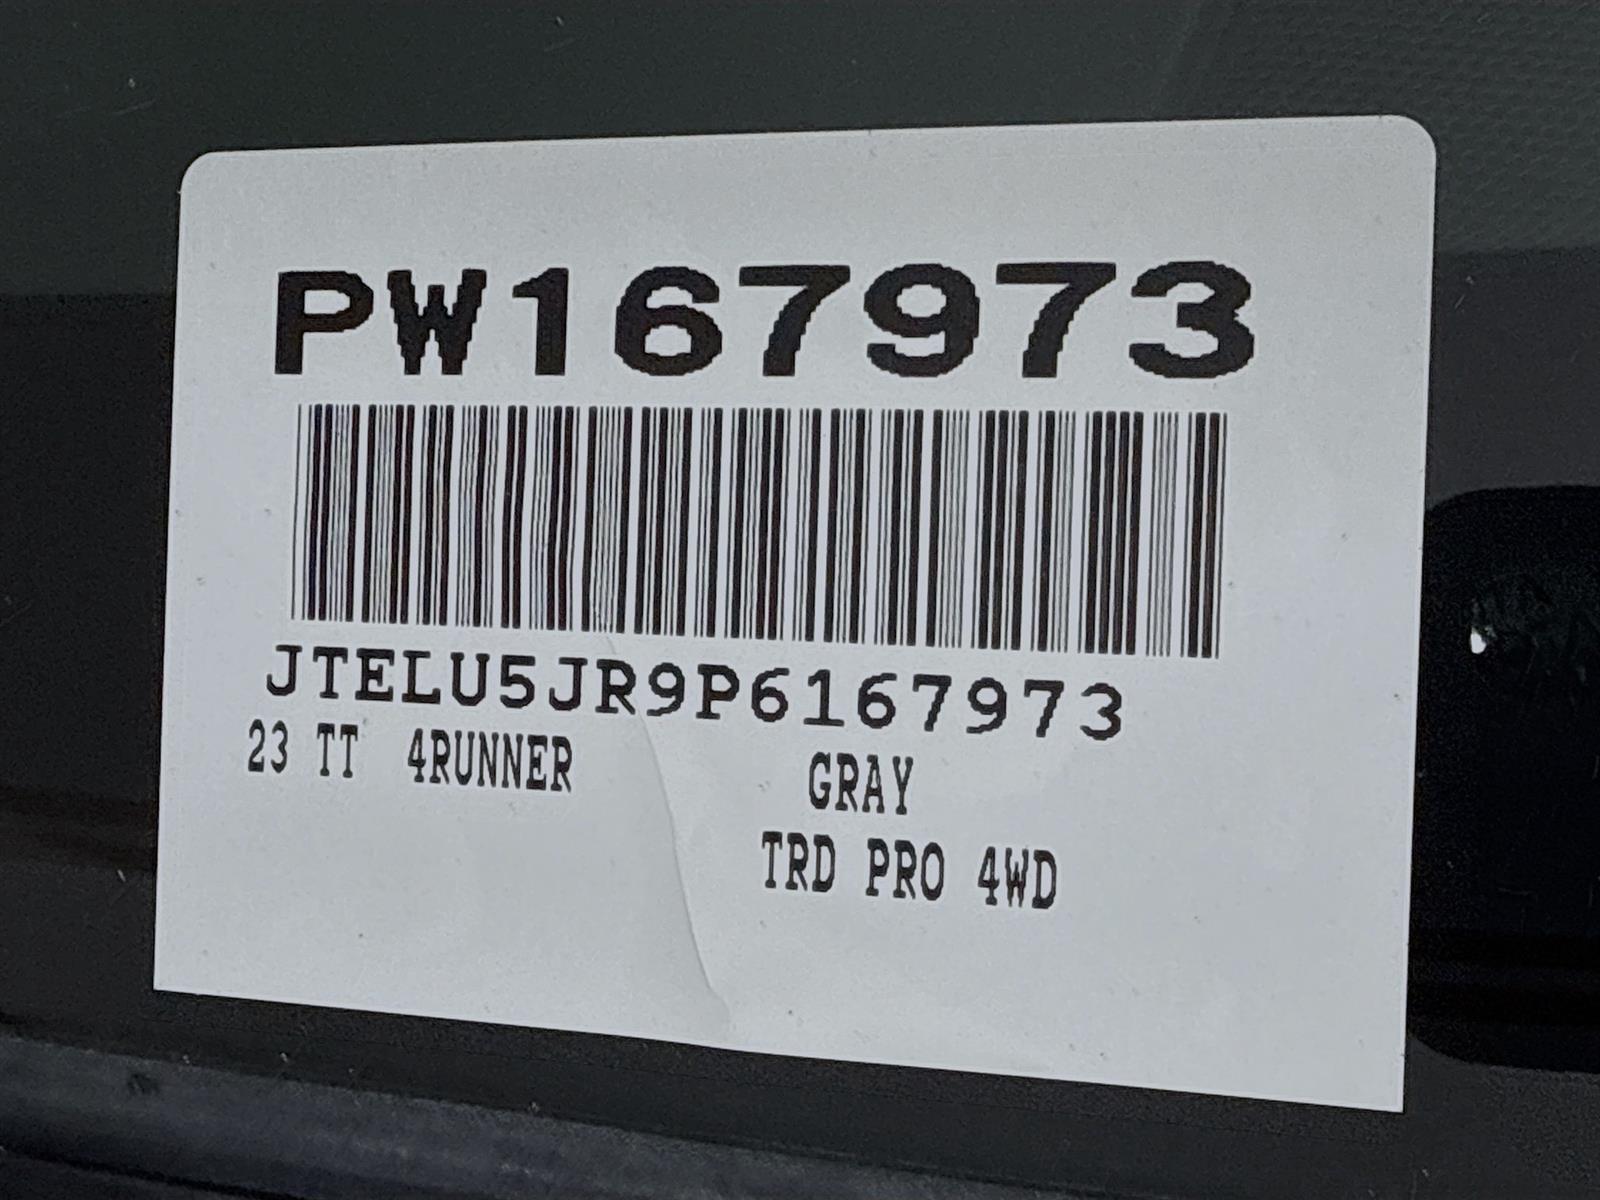 PW167973
JTELU5JR9P6167973
23 TT 4RUNNER GRAY
TRD PRO 4WD